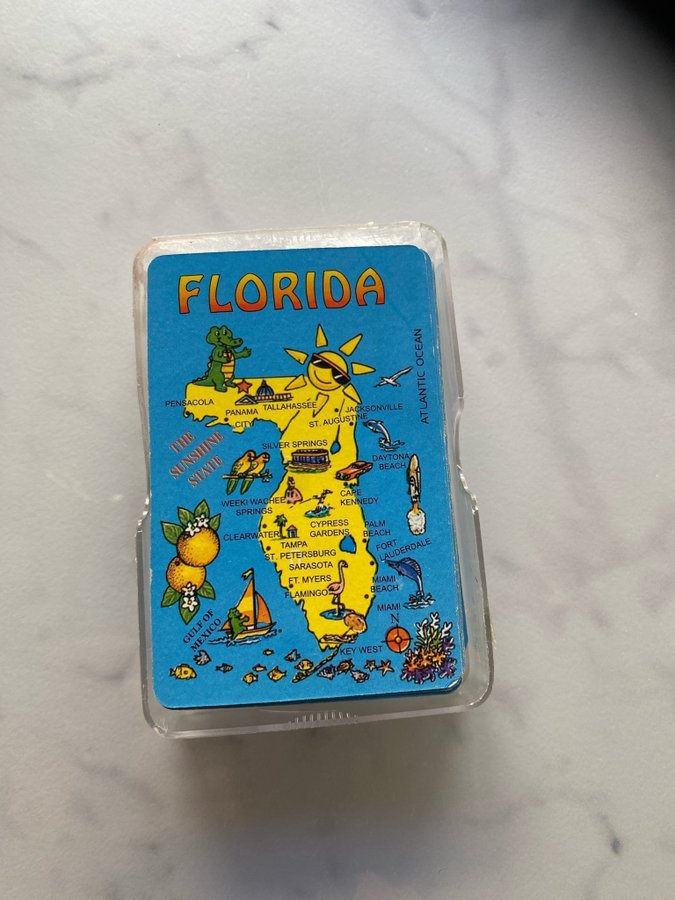 FLORIDA
ATLANTIC OCEAN
PENSACOLA
PANAMA
CITY
TALLAHASSEE
JACKSONVILLE
ST. AUGUSTINE
THE
SUNSHINE
STATE
SILVER SPRINGS
DAYTONA
BEACH
WEEKI WACHEE
SPRINGS
CAPE
KENNEDY
CYPRESS
GARDENS
PALM
BEACH
CLEARWATER
TAMPA
ST. PETERSBURG
FORT
LAUDERDALE
SARASOTA
FT. MYERS
MIAMI
BEACH
FLAMINGO
MIAMI
GULF OF
MEXICO
N
KEY WEST